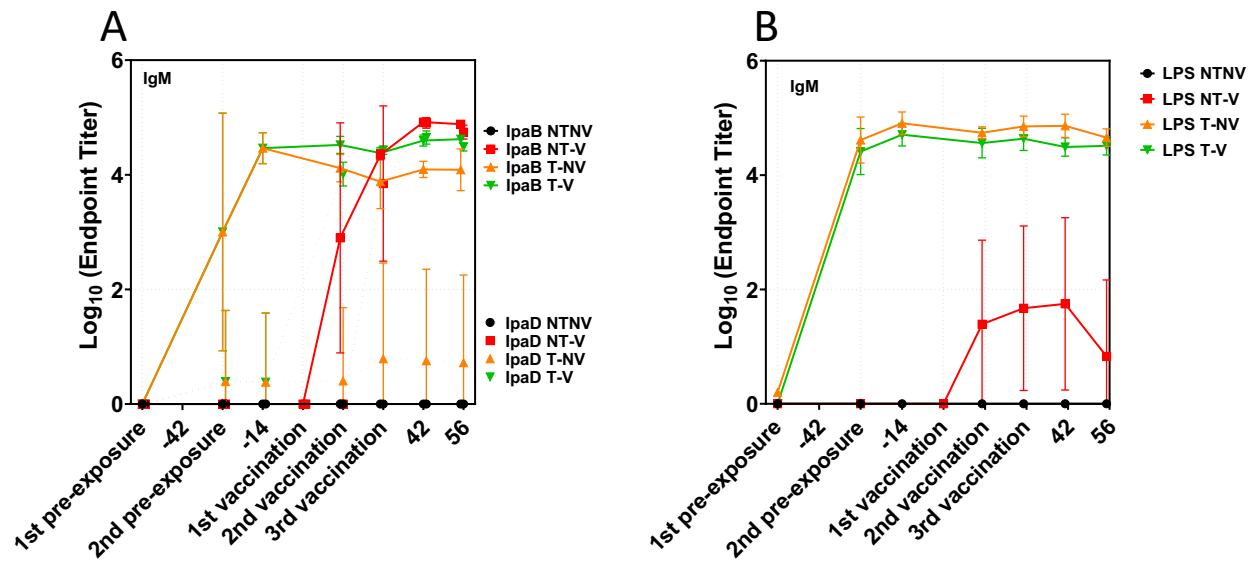 A
Log10 (Endpoint Titer)
6
4
2
0
IgM
1st pre-exposure
-42
2nd pre-exposure
-14
1st vaccination
2nd vaccination
3rd vaccination
42
56
IpaB NTNV
IpaB NT-V
IpaB T-NV
IpaB T-V
IpaD NTNV
IpaD NT-V
IpaD T-NV
IpaD T-V
B
Log10 (Endpoint Titer)
6
4
2
0
IgM
1st pre-exposure
-42
2nd pre-exposure
-14
1st vaccination
2nd vaccination
3rd vaccination
42
56
LPS NTNV
LPS NT-V
LPS T-NV
LPS T-V